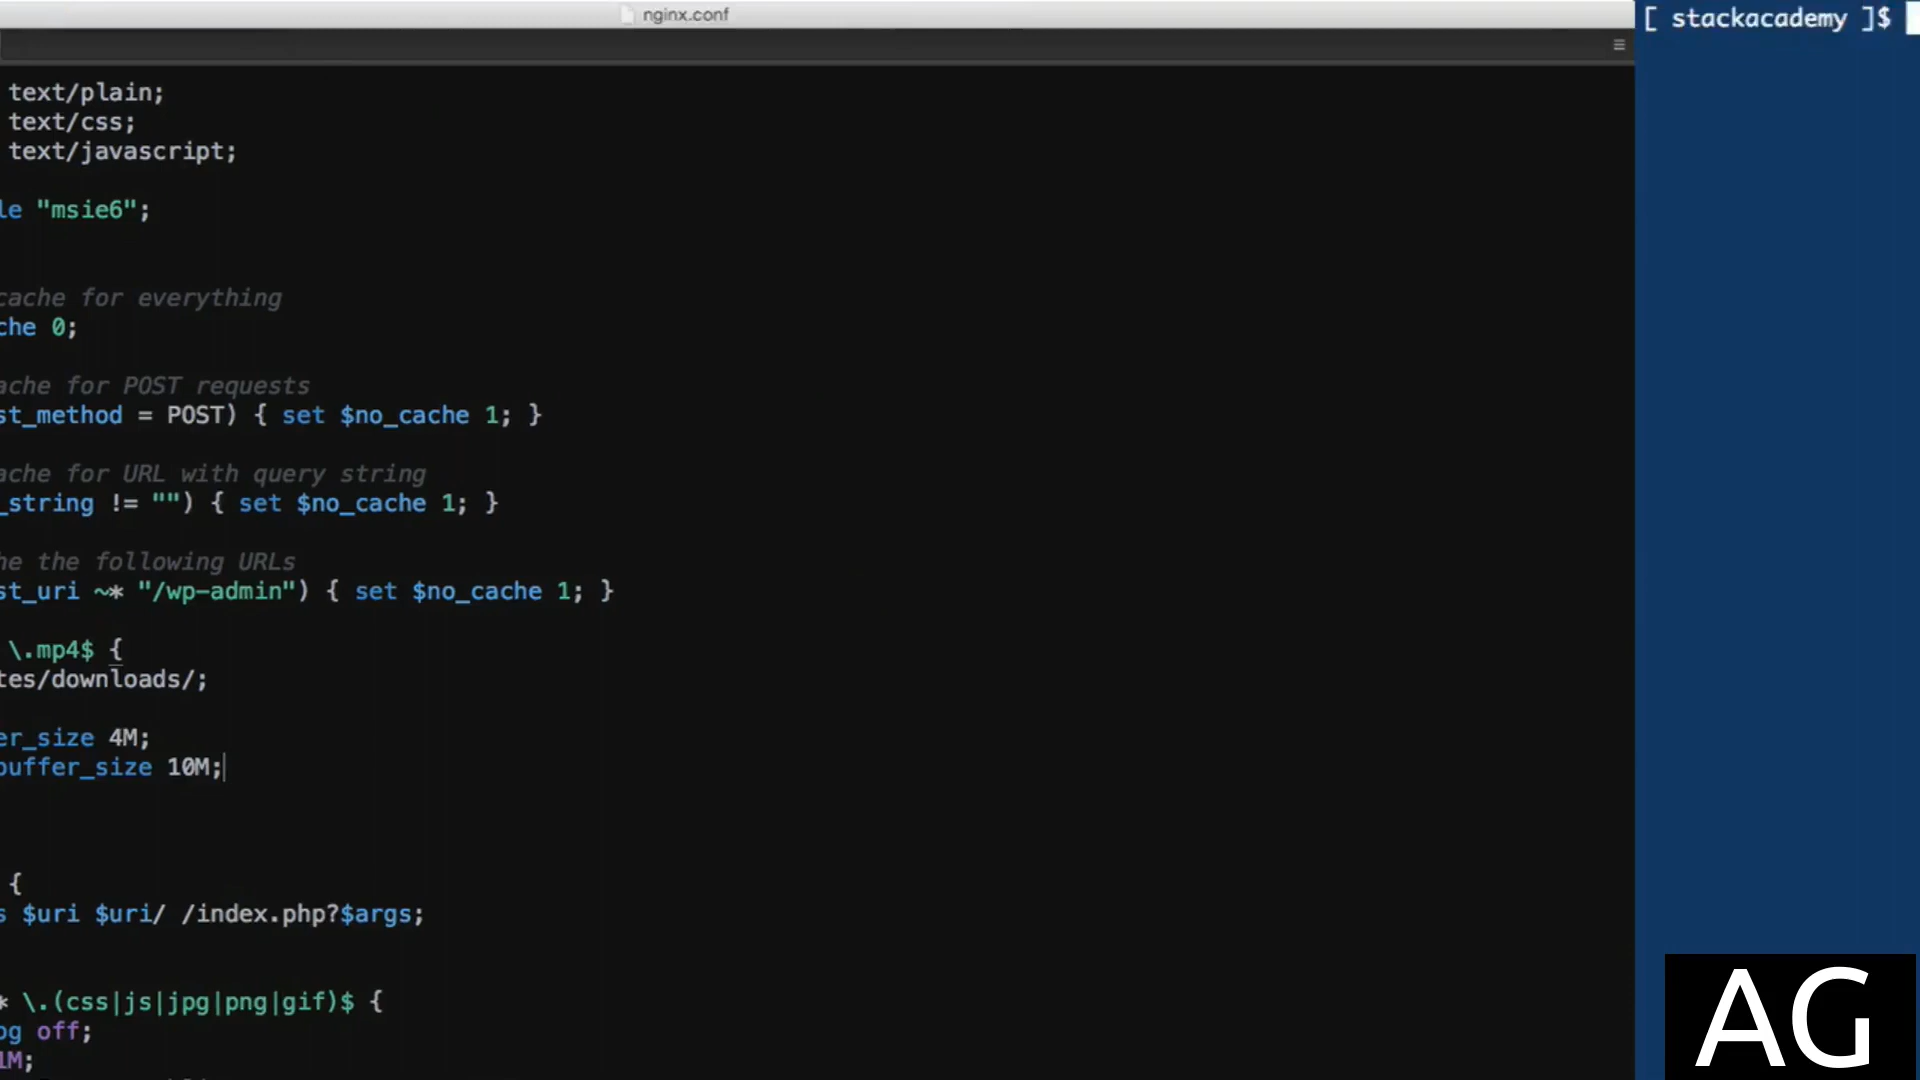 nginx.conf
[ stackacademy ]$
text/plain;
text/css;
text/javascript;
le "msie6";
cache for everything
che 0;
ache for POST requests
st_method = POST) { set $no_cache 1; }
ache for URL with query string
_string != "") { set $no_cache 1; }
he the following URLs
st_uri ~* "/wp-admin") { set $no_cache 1; }
\.mp4$ {
tes/downloads/;
er_size 4M;
buffer_size 10M;
{
s $uri $uri/ /index.php?$args;
* \.(css|js|jpg|png|gif)$ {
og off;
1M;
AG